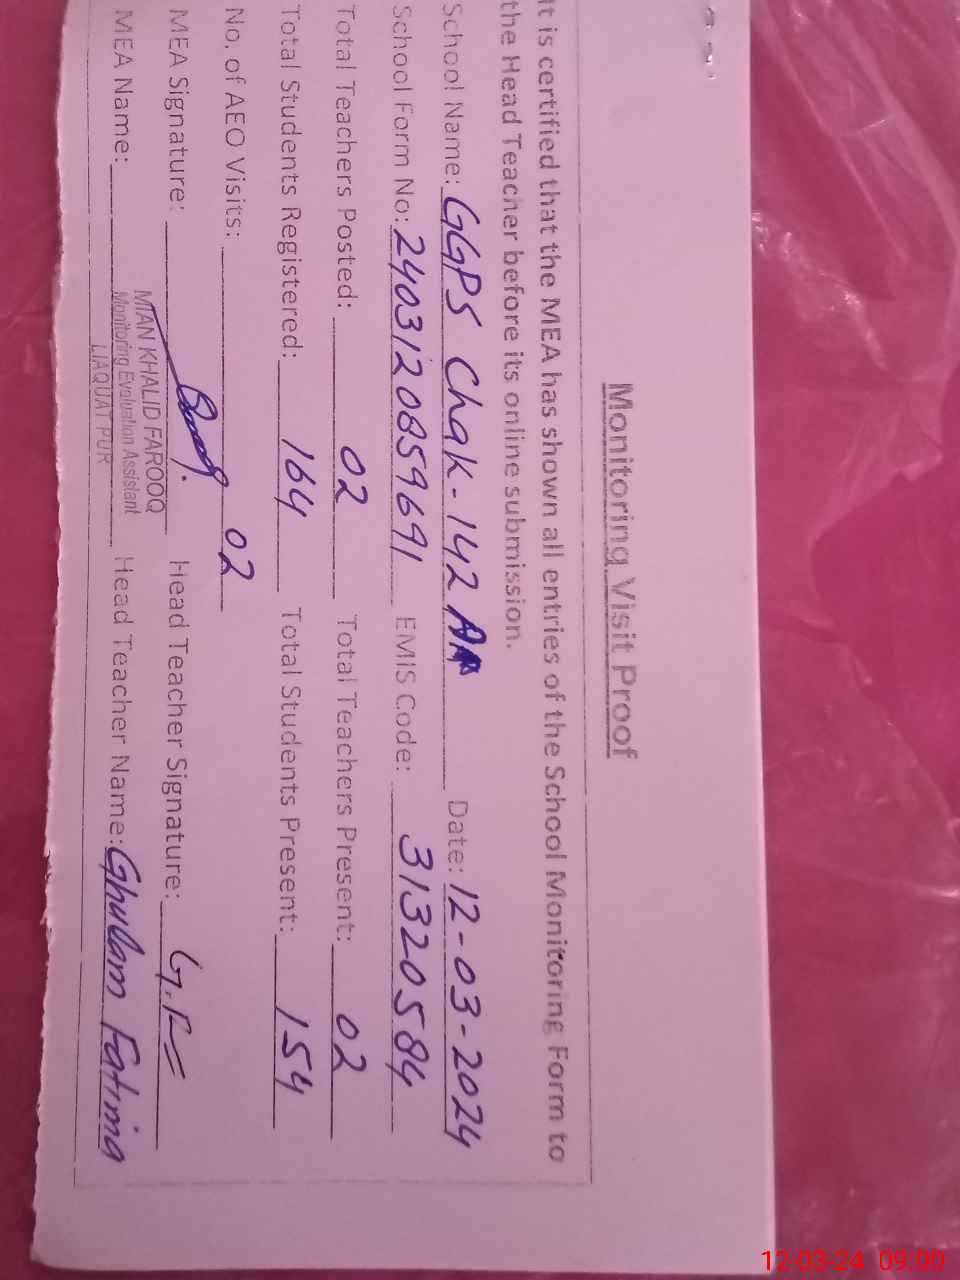 Monitoring Visit Proof
It is certified that the MEA has shown all entries of the School Monitoring Form to
the Head Teacher before its online submission.
School Name: GGPS Chak-142 A Date: 12-03-2024
School Form No: 2403120859691 EMIS Code: 31320584
Total Teachers Posted: 02 Total Teachers Present: 02
Total Students Registered: 164 Total Students Present: 154
No. of AEO Visits: 02
MEA Signature: Head Teacher Signature: G.F
MEA Name: MIAN KHALID FAROOQ Head Teacher Name: Ghulam Fatima
Monitoring Evaluation Assistant
LIAQUAT PUR
12-03-24 09:00